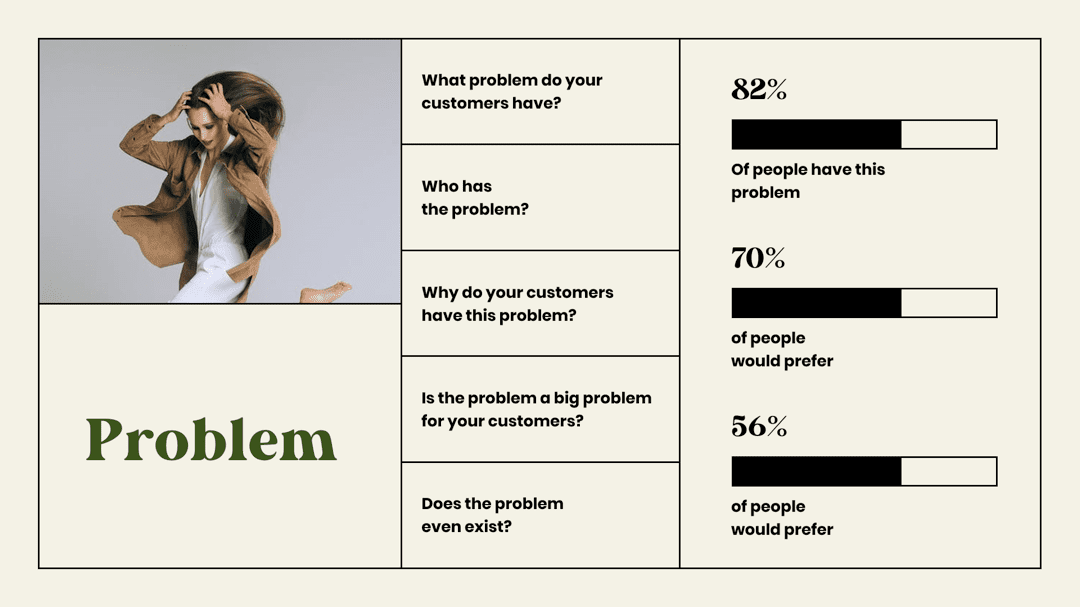 Problem
What problem do your
customers have?
Who has
the problem?
Why do your customers
have this problem?
Is the problem a big problem
for your customers?
Does the problem
even exist?
82%
Of people have this
problem
70%
of people
would prefer
56%
of people
would prefer